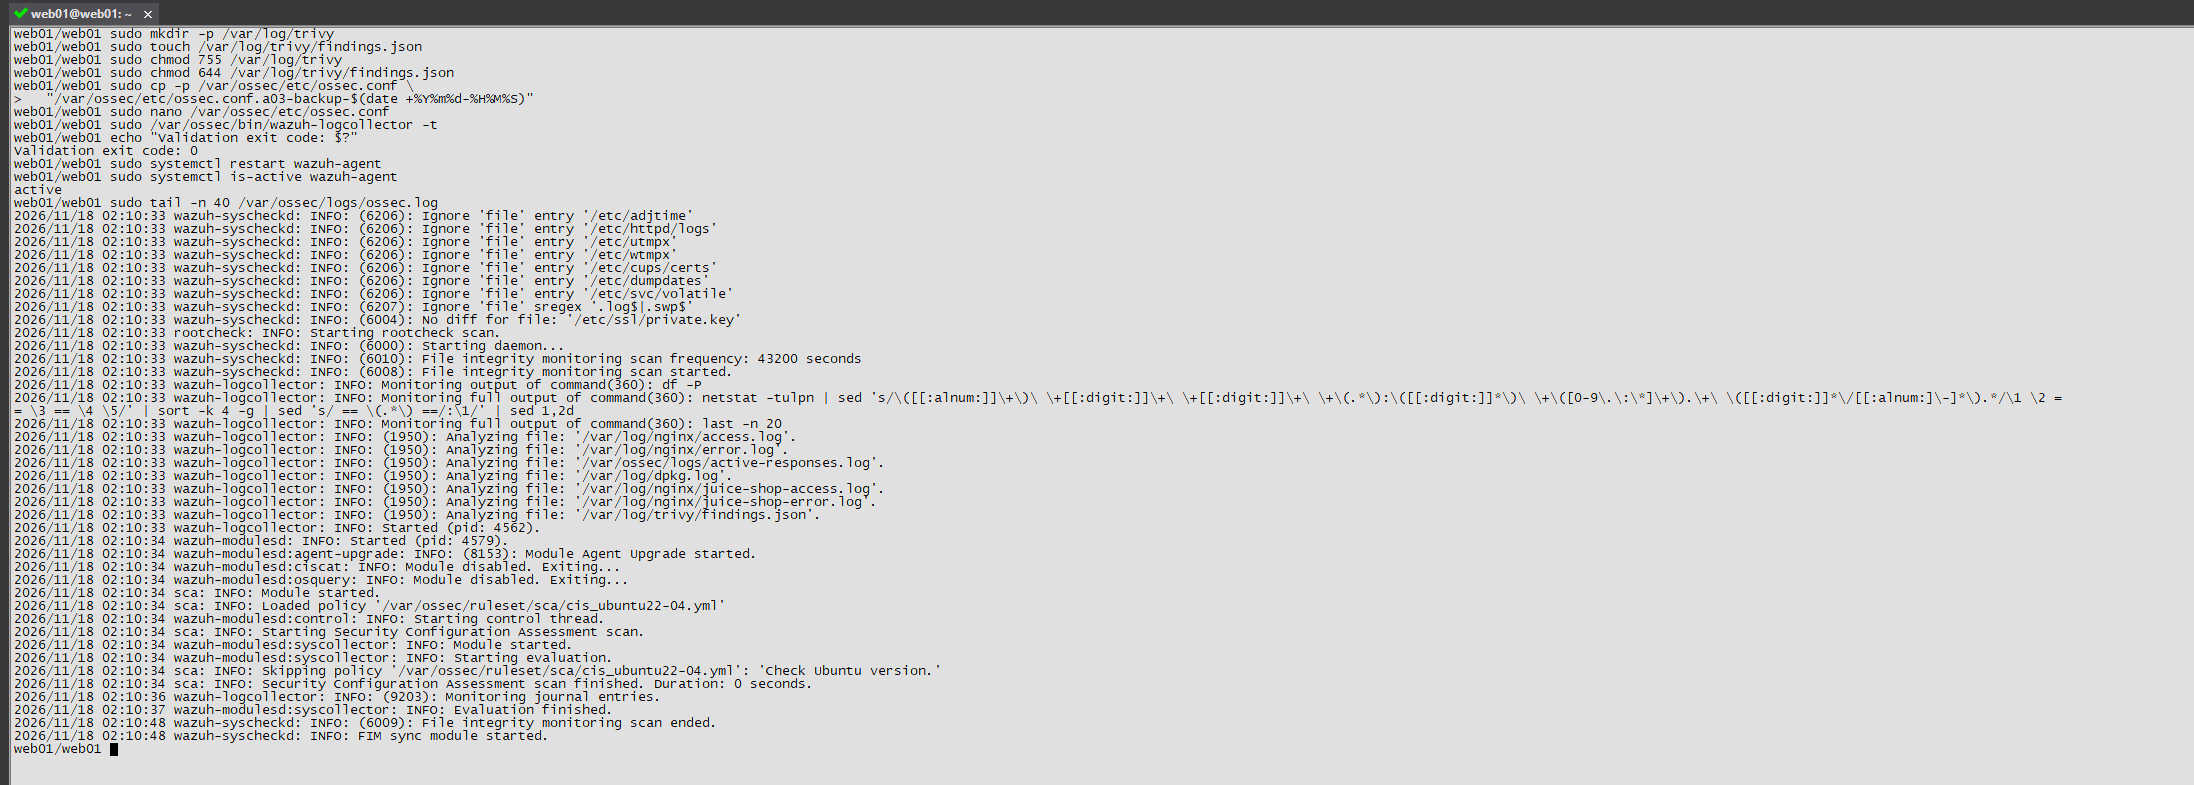 web01@web01: ~
web01/web01 sudo mkdir -p /var/log/trivy
web01/web01 sudo touch /var/log/trivy/findings.json
web01/web01 sudo chmod 755 /var/log/trivy
web01/web01 sudo chmod 644 /var/log/trivy/findings.json
web01/web01 sudo cp -p /var/ossec/etc/ossec.conf \
>   "/var/ossec/etc/ossec.conf.a03-backup-$(date +%Y%m%d-%H%M%S)"
web01/web01 sudo nano /var/ossec/etc/ossec.conf
web01/web01 sudo /var/ossec/bin/wazuh-logcollector -t
web01/web01 echo "Validation exit code: $?"
Validation exit code: 0
web01/web01 sudo systemctl restart wazuh-agent
web01/web01 sudo systemctl is-active wazuh-agent
active
web01/web01 sudo tail -n 40 /var/ossec/logs/ossec.log
2026/11/18 02:10:33 wazuh-syscheckd: INFO: (6206): Ignore 'file' entry '/etc/adjtime'
2026/11/18 02:10:33 wazuh-syscheckd: INFO: (6206): Ignore 'file' entry '/etc/httpd/logs'
2026/11/18 02:10:33 wazuh-syscheckd: INFO: (6206): Ignore 'file' entry '/etc/utmpx'
2026/11/18 02:10:33 wazuh-syscheckd: INFO: (6206): Ignore 'file' entry '/etc/wtmpx'
2026/11/18 02:10:33 wazuh-syscheckd: INFO: (6206): Ignore 'file' entry '/etc/cups/certs'
2026/11/18 02:10:33 wazuh-syscheckd: INFO: (6206): Ignore 'file' entry '/etc/dumpdates'
2026/11/18 02:10:33 wazuh-syscheckd: INFO: (6206): Ignore 'file' entry '/etc/svc/volatile'
2026/11/18 02:10:33 wazuh-syscheckd: INFO: (6207): Ignore 'file' sregex '.log$|.swp$'
2026/11/18 02:10:33 wazuh-syscheckd: INFO: (6004): No diff for file: '/etc/ssl/private.key'
2026/11/18 02:10:33 rootcheck: INFO: Starting rootcheck scan.
2026/11/18 02:10:33 wazuh-syscheckd: INFO: (6000): Starting daemon...
2026/11/18 02:10:33 wazuh-syscheckd: INFO: (6010): File integrity monitoring scan frequency: 43200 seconds
2026/11/18 02:10:33 wazuh-syscheckd: INFO: (6008): File integrity monitoring scan started.
2026/11/18 02:10:33 wazuh-logcollector: INFO: Monitoring output of command(360): df -P
2026/11/18 02:10:33 wazuh-logcollector: INFO: Monitoring full output of command(360): netstat -tulpn | sed 's/\([[:alnum:]]\+\)\ \+[[:digit:]]\+\ \+[[:digit:]]\+\ \+\(.*\):\([[:digit:]]*\)\ \+\([0-9\.\:\*]\+\).\+\ \([[:digit:]]*\/[[:alnum:]\-]*\).*/\1 \2 =
= \3 == \4 \5/' | sort -k 4 -g | sed 's/ == \(.*\) ==/:\1/' | sed 1,2d
2026/11/18 02:10:33 wazuh-logcollector: INFO: Monitoring full output of command(360): last -n 20
2026/11/18 02:10:33 wazuh-logcollector: INFO: (1950): Analyzing file: '/var/log/nginx/access.log'.
2026/11/18 02:10:33 wazuh-logcollector: INFO: (1950): Analyzing file: '/var/log/nginx/error.log'.
2026/11/18 02:10:33 wazuh-logcollector: INFO: (1950): Analyzing file: '/var/ossec/logs/active-responses.log'.
2026/11/18 02:10:33 wazuh-logcollector: INFO: (1950): Analyzing file: '/var/log/dpkg.log'.
2026/11/18 02:10:33 wazuh-logcollector: INFO: (1950): Analyzing file: '/var/log/nginx/juice-shop-access.log'.
2026/11/18 02:10:33 wazuh-logcollector: INFO: (1950): Analyzing file: '/var/log/nginx/juice-shop-error.log'.
2026/11/18 02:10:33 wazuh-logcollector: INFO: (1950): Analyzing file: '/var/log/trivy/findings.json'.
2026/11/18 02:10:33 wazuh-logcollector: INFO: Started (pid: 4562).
2026/11/18 02:10:34 wazuh-modulesd: INFO: Started (pid: 4579).
2026/11/18 02:10:34 wazuh-modulesd:agent-upgrade: INFO: (8153): Module Agent Upgrade started.
2026/11/18 02:10:34 wazuh-modulesd:ciscat: INFO: Module disabled. Exiting...
2026/11/18 02:10:34 wazuh-modulesd:osquery: INFO: Module disabled. Exiting...
2026/11/18 02:10:34 sca: INFO: Module started.
2026/11/18 02:10:34 sca: INFO: Loaded policy '/var/ossec/ruleset/sca/cis_ubuntu22-04.yml'
2026/11/18 02:10:34 wazuh-modulesd:control: INFO: Starting control thread.
2026/11/18 02:10:34 sca: INFO: Starting Security Configuration Assessment scan.
2026/11/18 02:10:34 wazuh-modulesd:syscollector: INFO: Module started.
2026/11/18 02:10:34 wazuh-modulesd:syscollector: INFO: Starting evaluation.
2026/11/18 02:10:34 sca: INFO: Skipping policy '/var/ossec/ruleset/sca/cis_ubuntu22-04.yml': 'Check Ubuntu version.'
2026/11/18 02:10:34 sca: INFO: Security Configuration Assessment scan finished. Duration: 0 seconds.
2026/11/18 02:10:36 wazuh-logcollector: INFO: (9203): Monitoring journal entries.
2026/11/18 02:10:37 wazuh-modulesd:syscollector: INFO: Evaluation finished.
2026/11/18 02:10:48 wazuh-syscheckd: INFO: (6009): File integrity monitoring scan ended.
2026/11/18 02:10:48 wazuh-syscheckd: INFO: FIM sync module started.
web01/web01